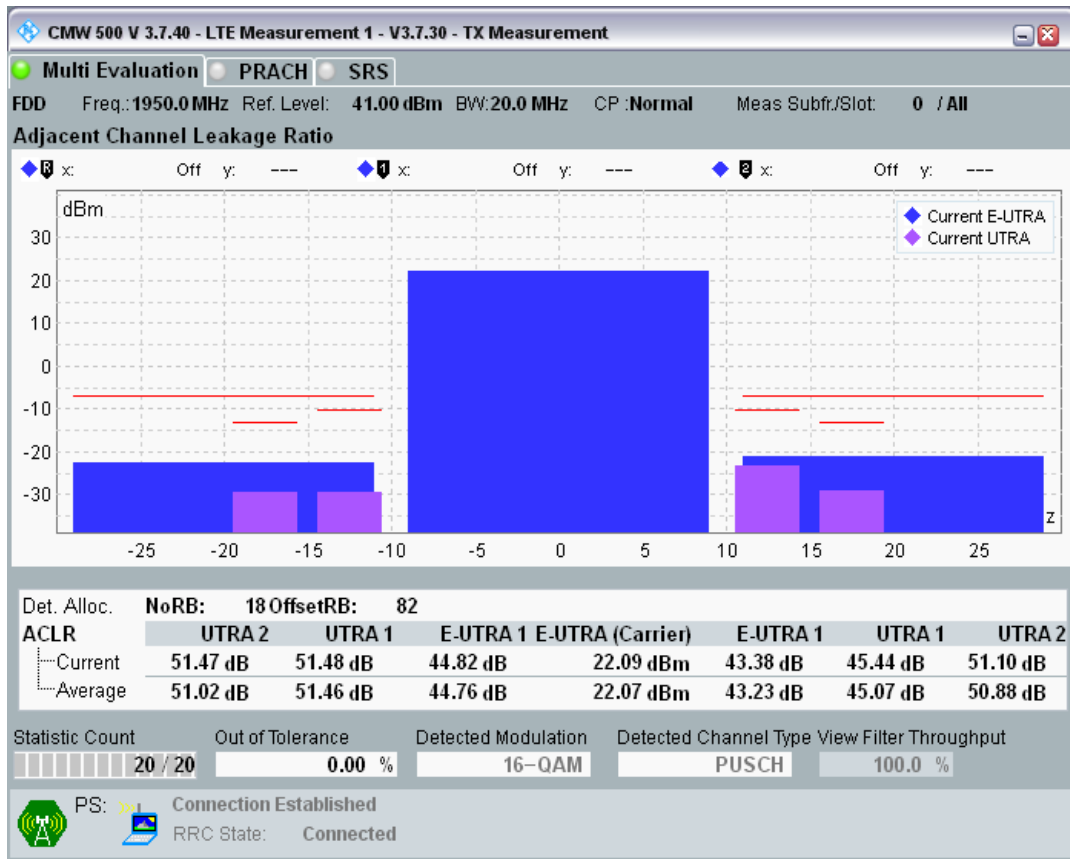 CMW 500 V 3.7.40 - LTE Measurement 1 - V3.7.30 - TX Measurement
Multi Evaluation PRACH SRS
FDD Freq.: 1950.0 MHz Ref. Level: 41.00 dBm BW: 20.0 MHz CP :Normal Meas Subfr./Slot: 0 / All
Adjacent Channel Leakage Ratio
R x: Off y: --- 1 x: Off y: --- 2 x: Off y: ---
dBm
Current E-UTRA
Current UTRA
30
20
10
0
-10
-20
-30
z
-25 -20 -15 -10 -5 0 5 10 15 20 25
Det. Alloc. NoRB: 18 OffsetRB: 82
ACLR UTRA 2 UTRA 1 E-UTRA 1 E-UTRA (Carrier) E-UTRA 1 UTRA 1 UTRA 2
Current 51.47 dB 51.48 dB 44.82 dB 22.09 dBm 43.38 dB 45.44 dB 51.10 dB
Average 51.02 dB 51.46 dB 44.76 dB 22.07 dBm 43.23 dB 45.07 dB 50.88 dB
Statistic Count Out of Tolerance Detected Modulation Detected Channel Type View Filter Throughput
20 / 20 0.00 % 16-QAM PUSCH 100.0 %
PS: Connection Established
RRC State: Connected